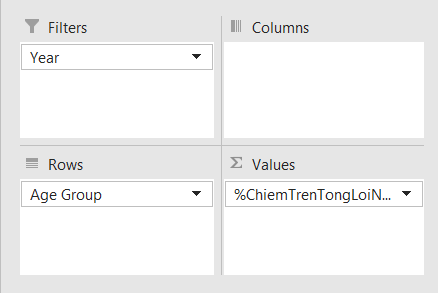 Filters
Columns
Year
Rows
Values
Age Group
%ChiemTrenTongLoiN...